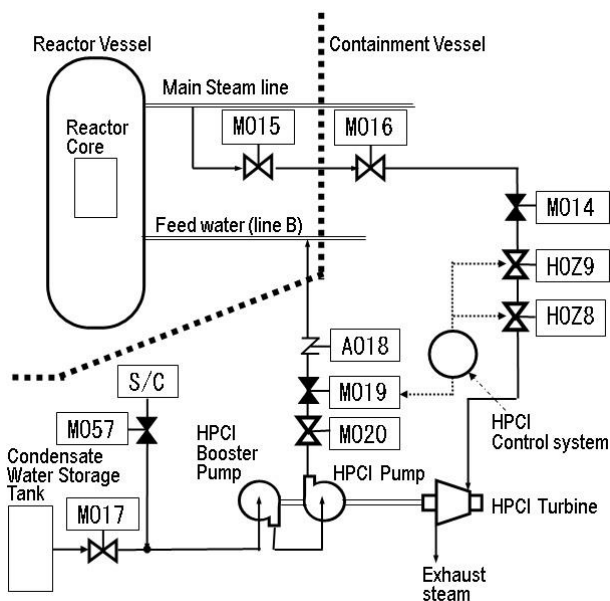 Reactor Vessel
Containment Vessel
Main Steam line
MO15
MO16
Reactor
Core
MO14
Feed water (line B)
HOZ9
HOZ8
AO18
S/C
MO19
HPCI
Control system
MO57
HPCI
Booster
Pump
MO20
Condensate
Water Storage
Tank
HPCI Pump
MO17
HPCI Turbine
Exhaust
steam